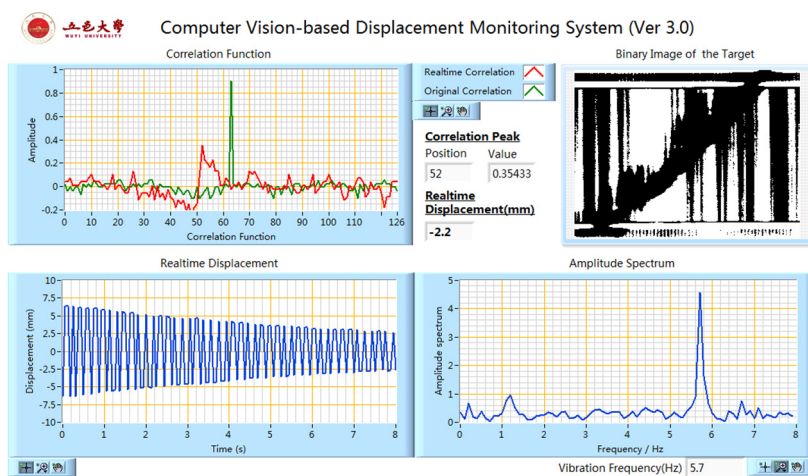 五邑大學
WUYI UNIVERSITY
Computer Vision-based Displacement Monitoring System (Ver 3.0)
Correlation Function
Binary Image of the Target
Realtime Correlation
Original Correlation
Correlation Peak
Position Value
52 0.35433
Realtime
Displacement(mm)
-2.2
Amplitude
1-
0.8-
0.6-
0.4-
0.2-
0-
-0.2-
0 10 20 30 40 50 60 70 80 90 100 110 126
Correlation Function
Realtime Displacement
Displacement (mm)
10-
7.5-
5-
2.5-
0-
-2.5-
-5-
-7.5-
-10-
0 1 2 3 4 5 6 7 8
Time (s)
Amplitude Spectrum
Amplitude spectrum
5-
4-
3-
2-
1-
0-
0 1 2 3 4 5 6 7 8
Frequency / Hz
Vibration Frequency(Hz) 5.7